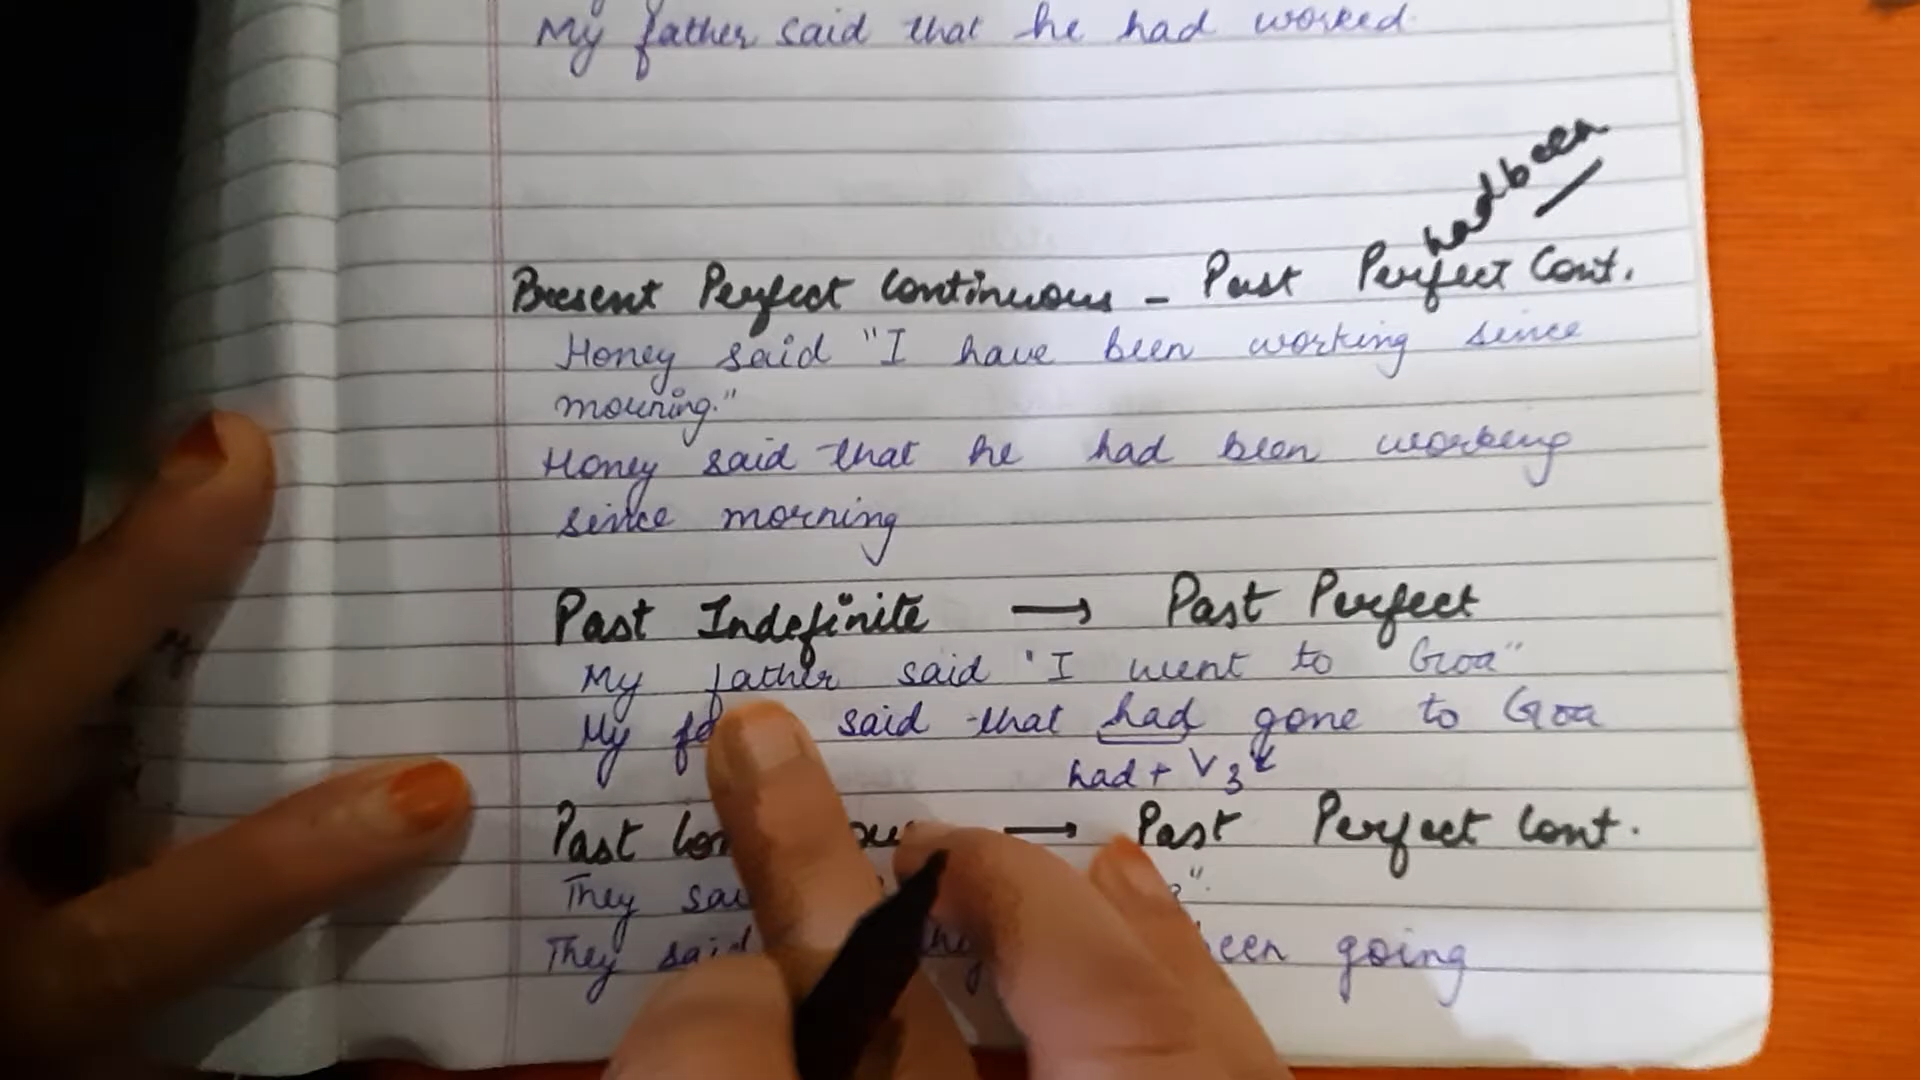 My father said that he had worked.
had been
Present Perfect Continuous - Past Perfect Cont.
Honey said "I have been working since
morning."
Honey said that he had been working
since morning
Past Indefinite → Past Perfect
My father said 'I went to Goa"
My said that had gone to Goa
had + V3
Past → Past Perfect Cont.
They
They said going